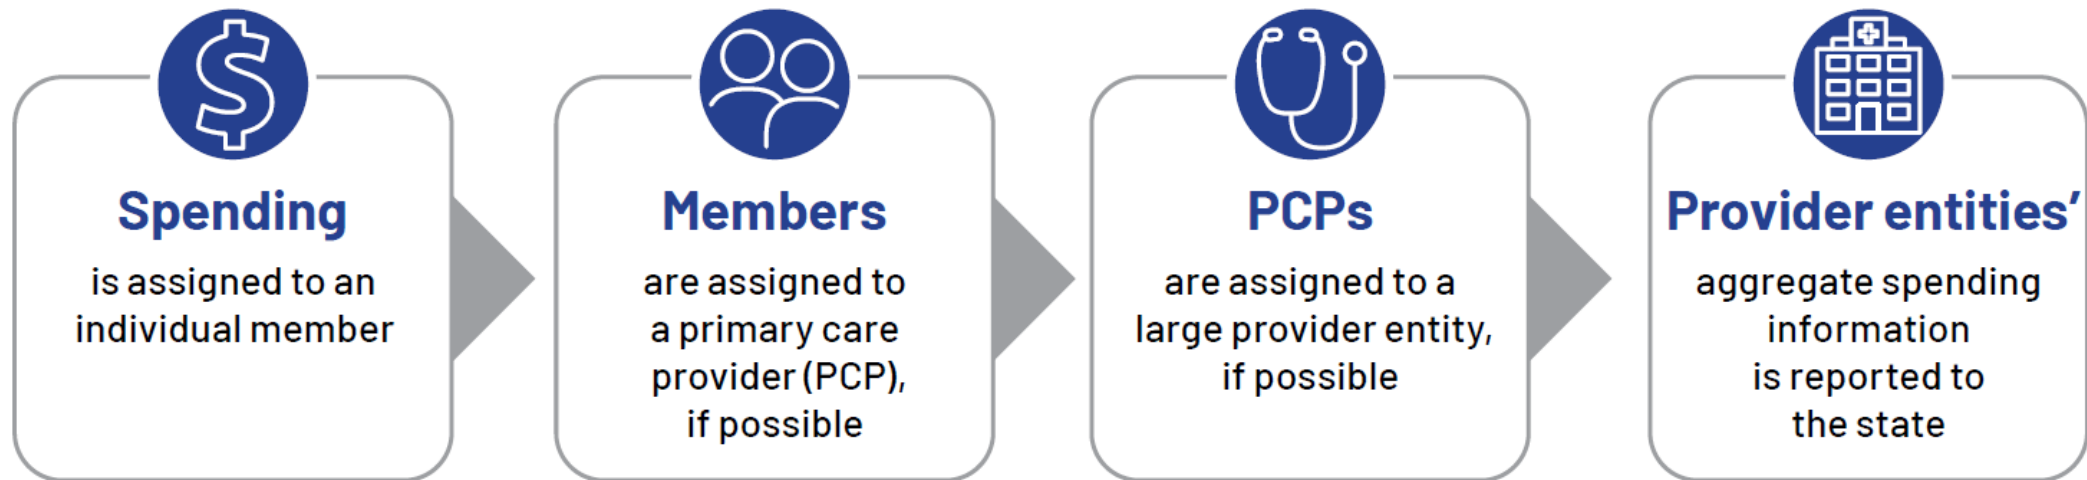 Spending
is assigned to an
individual member
Members
are assigned to
a primary care
provider (PCP),
if possible
PCPs
are assigned to a
large provider entity,
if possible
Provider entities’
aggregate spending
information
is reported to
the state